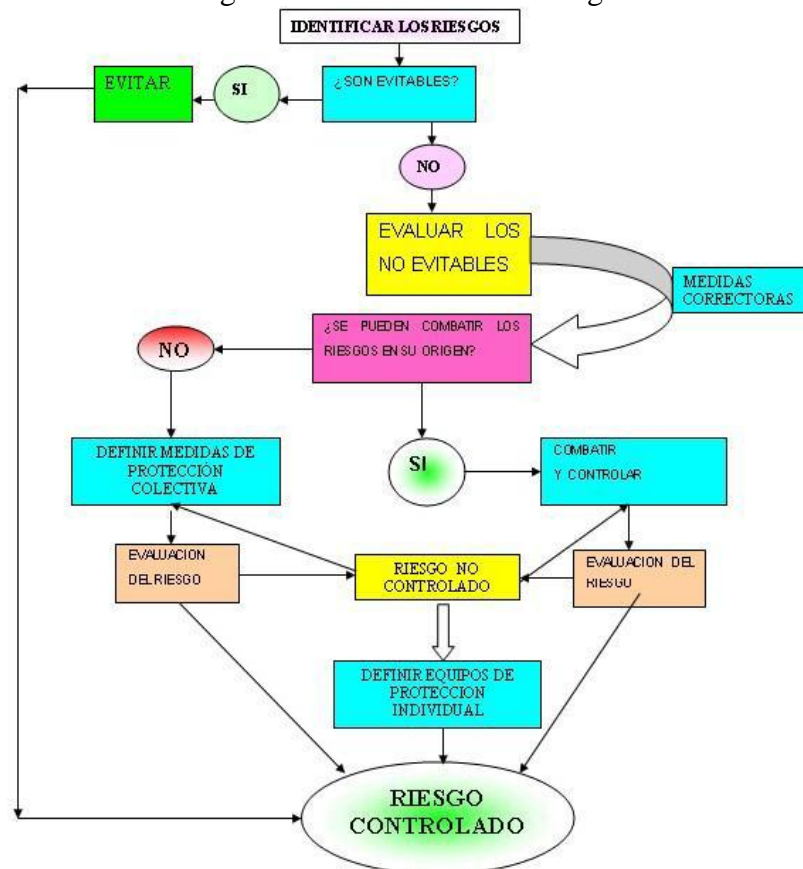 IDENTIFICAR LOS RIESGOS
EVITAR
SI
¿SON EVITABLES?
NO
EVALUAR LOS
NO EVITABLES
MEDIDAS
CORRECTORAS
¿SE PUEDEN COMBATIR LOS
RIESGOS EN SU ORIGEN?
NO
SI
COMBATIR
Y CONTROLAR
DEFINIR MEDIDAS DE
PROTECCIÓN
COLECTIVA
EVALUACION
DEL RIESGO
RIESGO NO
CONTROLADO
EVALUACION DEL
RIESGO
DEFINIR EQUIPOS DE
PROTECCION
INDIVIDUAL
RIESGO
CONTROLADO